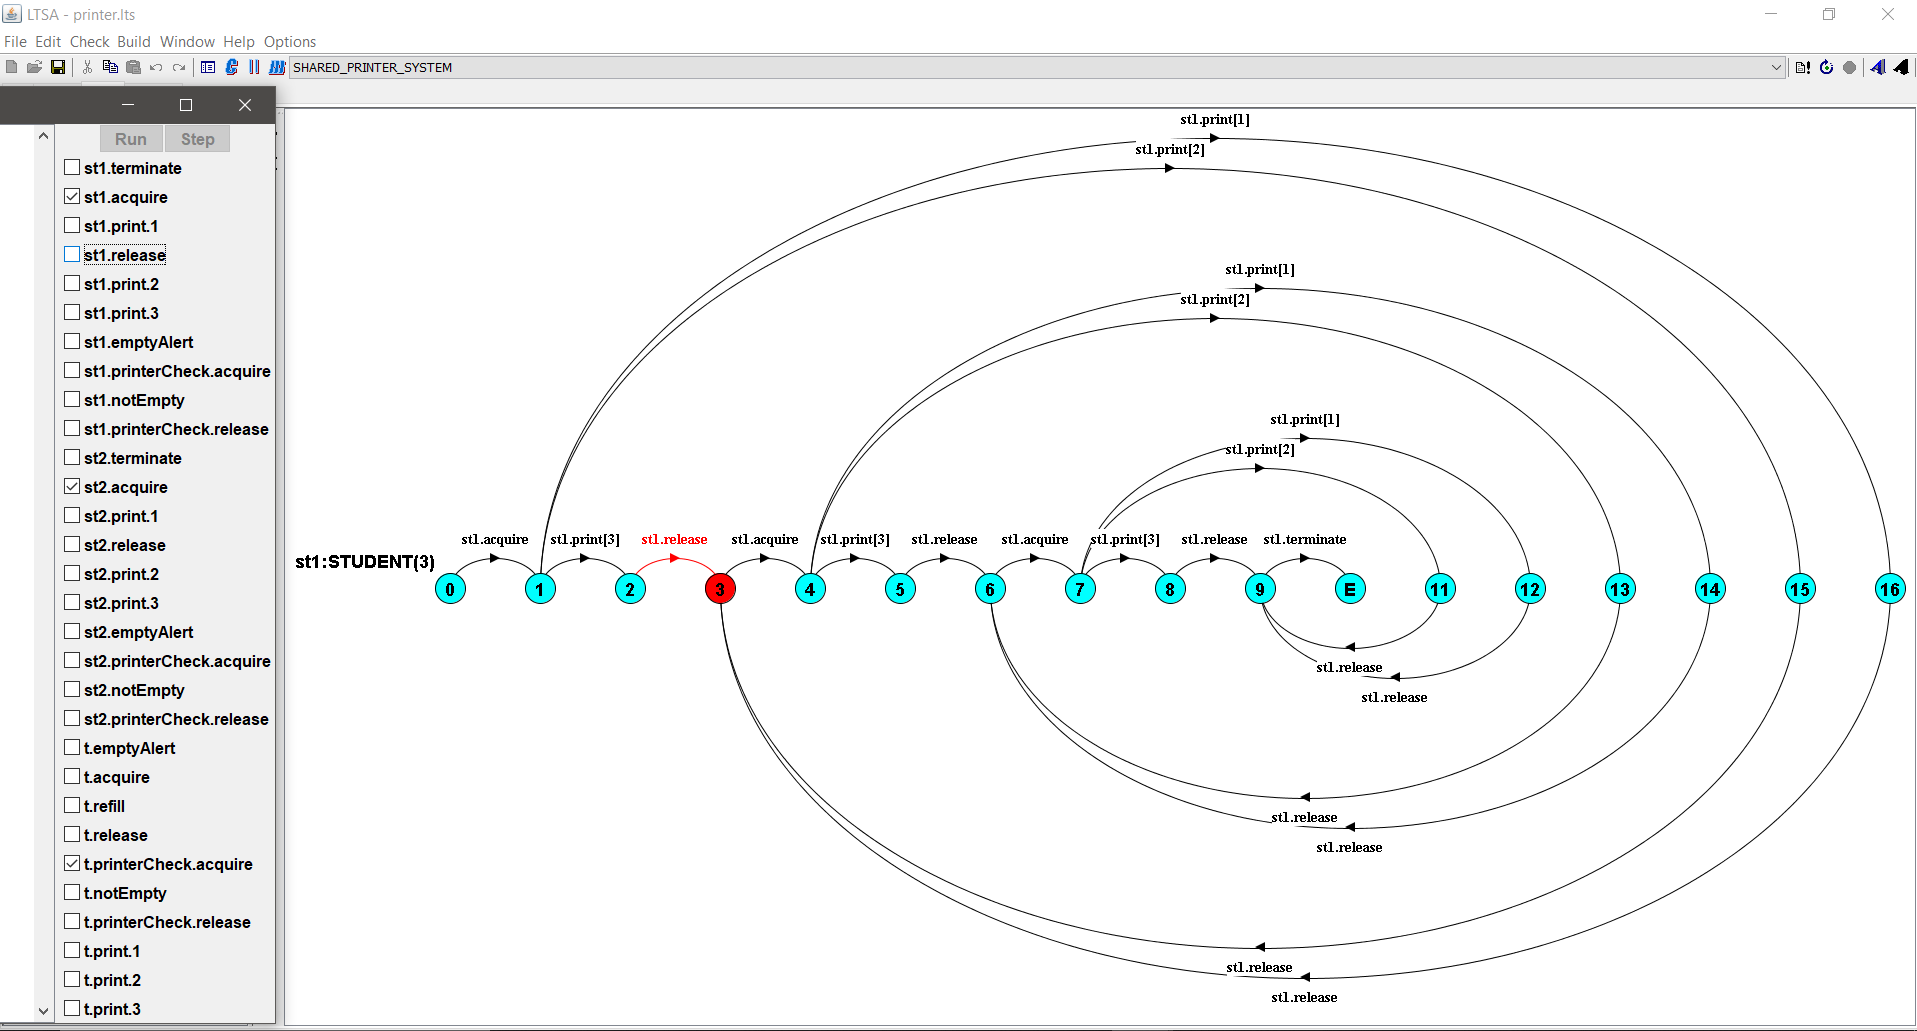 LTSA - printer.lts
File Edit Check Build Window Help Options
SHARED_PRINTER_SYSTEM
Run Step
st1.terminate
st1.acquire
st1.print.1
st1.release
st1.print.2
st1.print.3
st1.emptyAlert
st1.printerCheck.acquire
st1.notEmpty
st1.printerCheck.release
st2.terminate
st2.acquire
st2.print.1
st2.release
st2.print.2
st2.print.3
st2.emptyAlert
st2.printerCheck.acquire
st2.notEmpty
st2.printerCheck.release
t.emptyAlert
t.acquire
t.refill
t.release
t.printerCheck.acquire
t.notEmpty
t.printerCheck.release
t.print.1
t.print.2
t.print.3
st1.print[1]
st1.print[2]
st1.print[1]
st1.print[2]
st1.print[1]
st1.print[2]
st1.acquire st1.print[3] st1.release st1.acquire st1.print[3] st1.release st1.acquire st1.print[3] st1.release st1.terminate
st1:STUDENT(3)
0 1 2 3 4 5 6 7 8 9 E 11 12 13 14 15 16
st1.release
st1.release
st1.release
st1.release
st1.release
st1.release